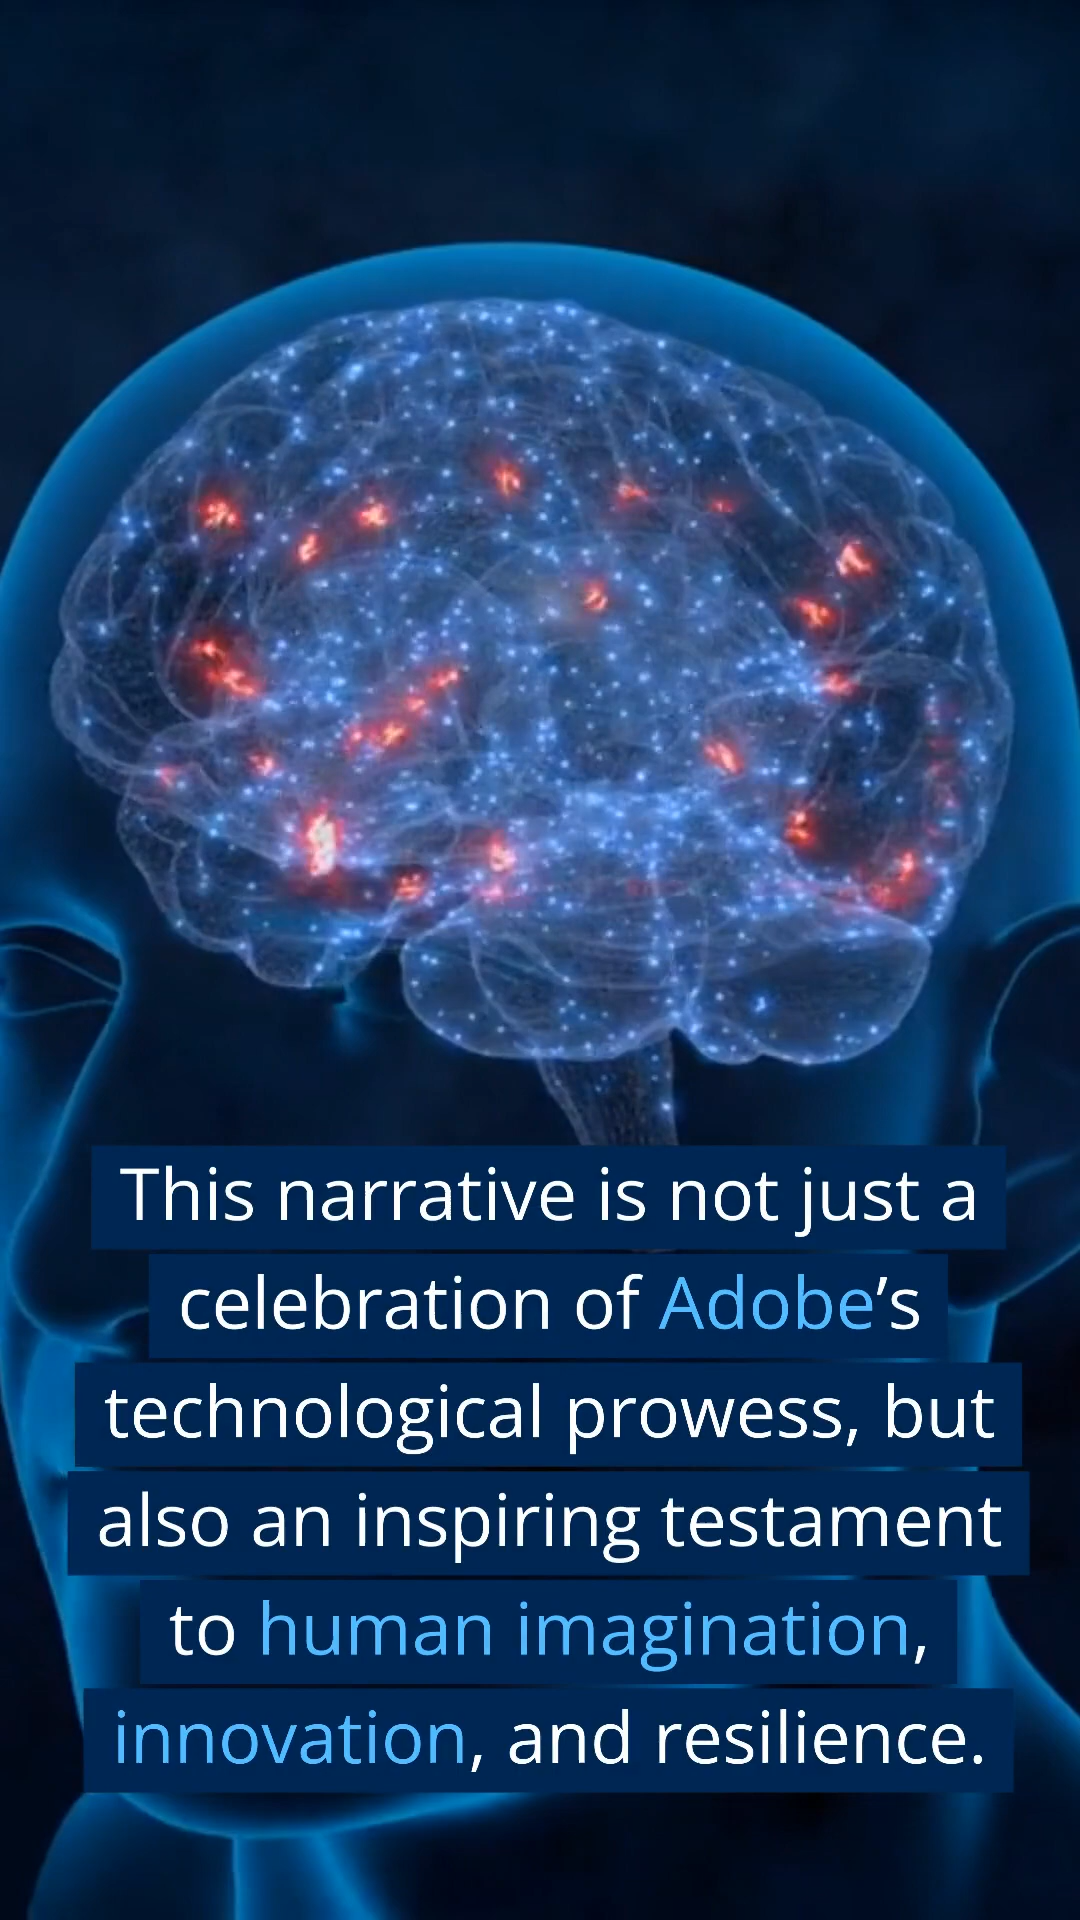 This narrative is not just a
celebration of Adobe’s
technological prowess, but
also an inspiring testament
to human imagination,
innovation, and resilience.